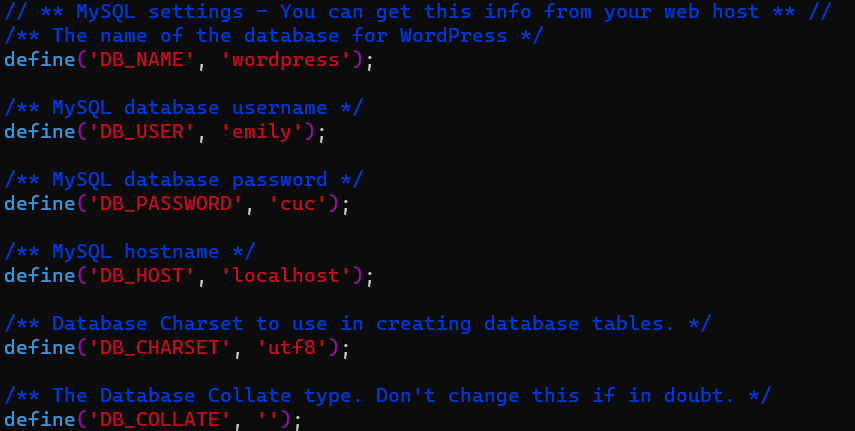 // ** MySQL settings - You can get this info from your web host ** //
/** The name of the database for WordPress */
define('DB_NAME', 'wordpress');
/** MySQL database username */
define('DB_USER', 'emily');
/** MySQL database password */
define('DB_PASSWORD', 'cuc');
/** MySQL hostname */
define('DB_HOST', 'localhost');
/** Database Charset to use in creating database tables. */
define('DB_CHARSET', 'utf8');
/** The Database Collate type. Don't change this if in doubt. */
define('DB_COLLATE', '');